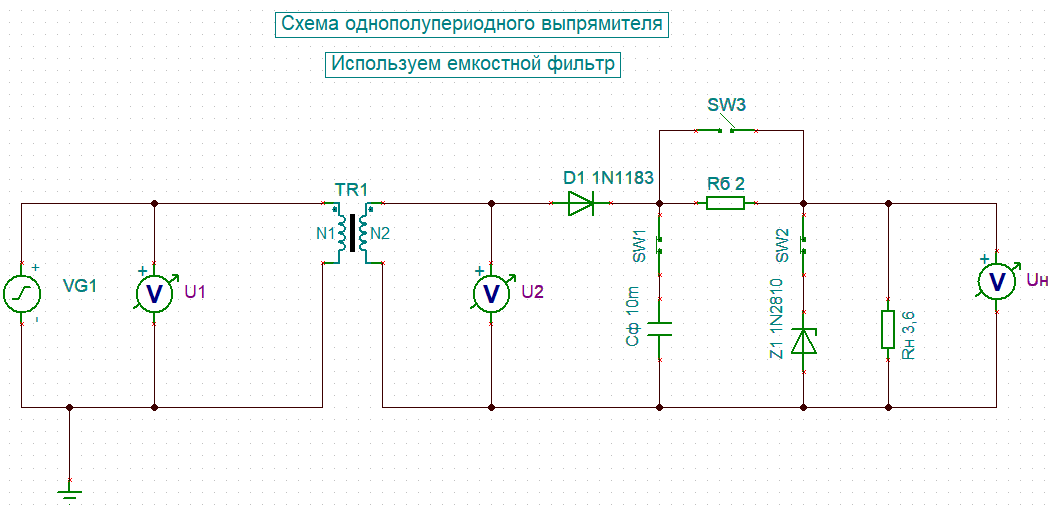 Схема однополупериодного выпрямителя
Используем емкостной фильтр
SW3
D1 1N1183
Rб 2
TR1
N1
N2
SW1
SW2
+
VG1
-
+
V
U1
+
V
U2
+
V
Uн
Cф 10m
Z1 1N2810
Rн 3,6